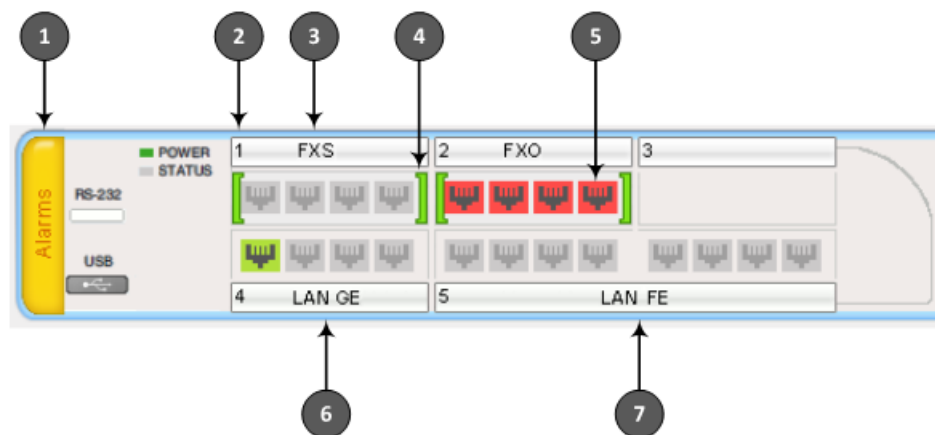 1 2 3 4 5
Alarms
POWER
STATUS
RS-232
USB
1 FXS
2 FXO
3
4 LAN GE
5 LAN FE
6 7